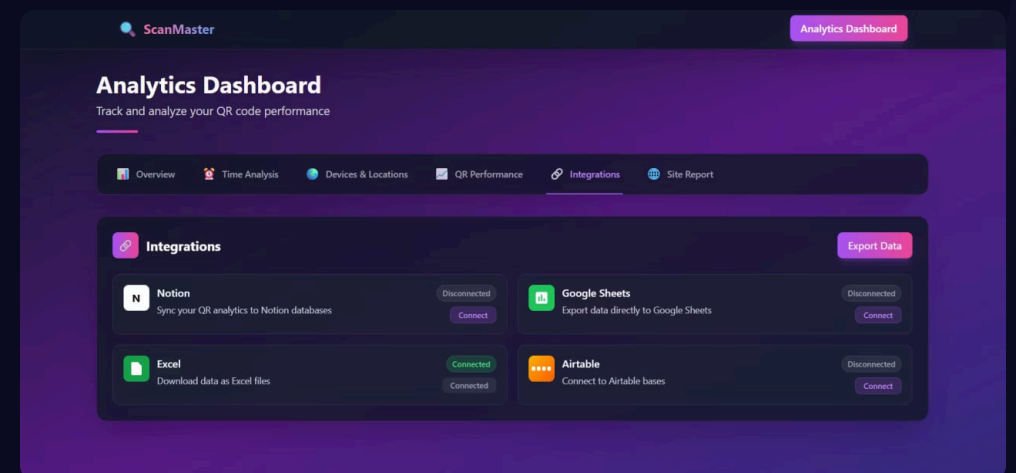 ScanMaster
Analytics Dashboard
Analytics Dashboard
Track and analyze your QR code performance
Overview
Time Analysis
Devices & Locations
QR Performance
Integrations
Site Report
Integrations
Export Data
N
Notion
Sync your QR analytics to Notion databases
Disconnected
Connect
Google Sheets
Export data directly to Google Sheets
Disconnected
Connect
Excel
Download data as Excel files
Connected
Connected
Airtable
Connect to Airtable bases
Disconnected
Connect